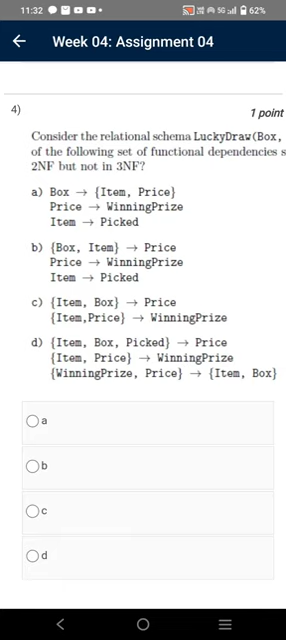 11:32
5G 62%
Week 04: Assignment 04
4)
1 point
Consider the relational schema LuckyDraw(Box,
of the following set of functional dependencies s
2NF but not in 3NF?
a) Box → {Item, Price}
Price → WinningPrize
Item → Picked
b) {Box, Item} → Price
Price → WinningPrize
Item → Picked
c) {Item, Box} → Price
{Item,Price} → WinningPrize
d) {Item, Box, Picked} → Price
{Item, Price} → WinningPrize
{WinningPrize, Price} → {Item, Box}
a
b
c
d